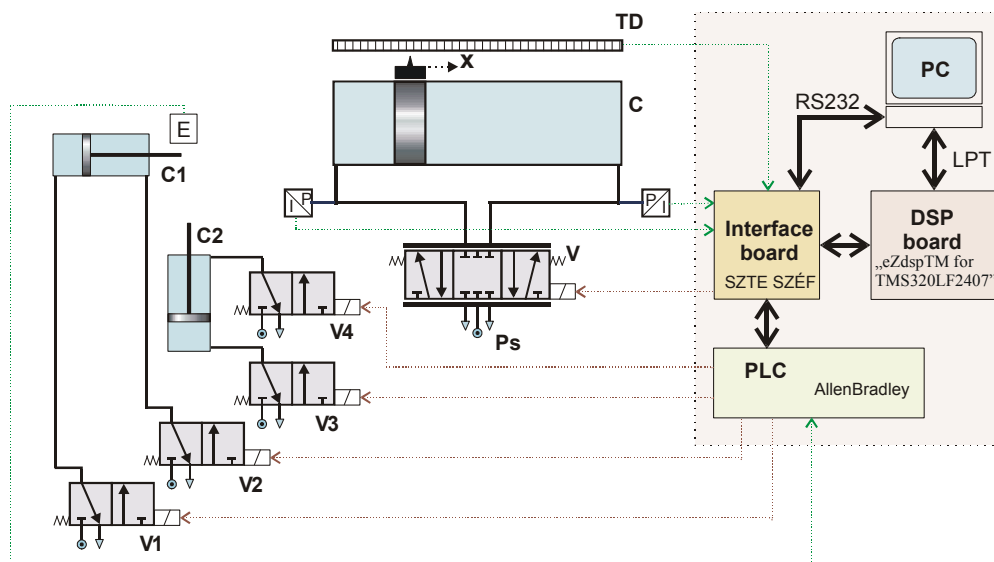 TD
x
C
PC
RS232
LPT
E
C1
P
I
P
I
C2
V
Interface
board
SZTE SZÉF
DSP
board
„eZdspTM for
TMS320LF2407”
V4
Ps
PLC
AllenBradley
V3
V2
V1